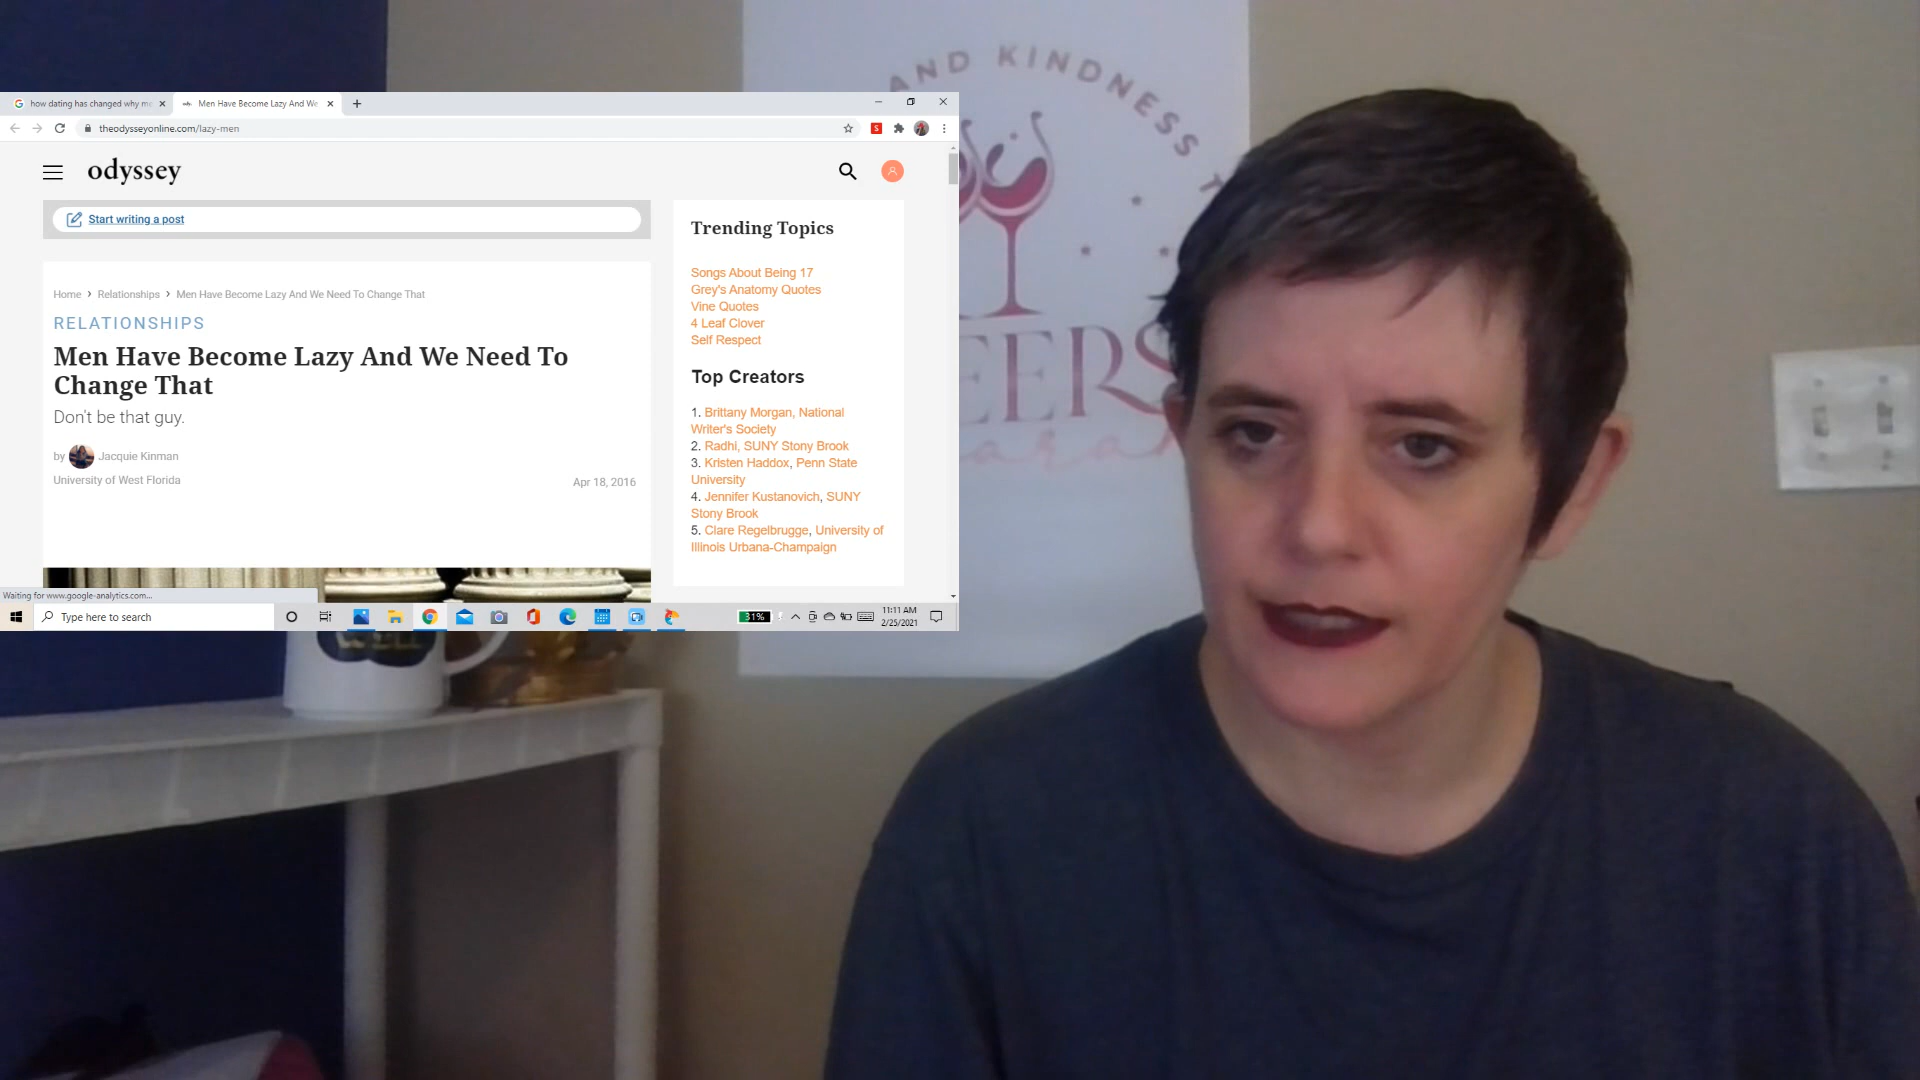 how dating has changed why me
Men Have Become Lazy And We
theodysseyonline.com/lazy-men
odyssey
Start writing a post
Home › Relationships › Men Have Become Lazy And We Need To Change That
RELATIONSHIPS
Men Have Become Lazy And We Need To
Change That
Don't be that guy.
by Jacquie Kinman
University of West Florida
Apr 18, 2016
Trending Topics
Songs About Being 17
Grey's Anatomy Quotes
Vine Quotes
4 Leaf Clover
Self Respect
Top Creators
1. Brittany Morgan, National
Writer's Society
2. Radhi, SUNY Stony Brook
3. Kristen Haddox, Penn State
University
4. Jennifer Kustanovich, SUNY
Stony Brook
5. Clare Regelbrugge, University of
Illinois Urbana-Champaign
Waiting for www.google-analytics.com...
Type here to search
31%
11:11 AM
2/25/2021
AND KINDNESS
EERS